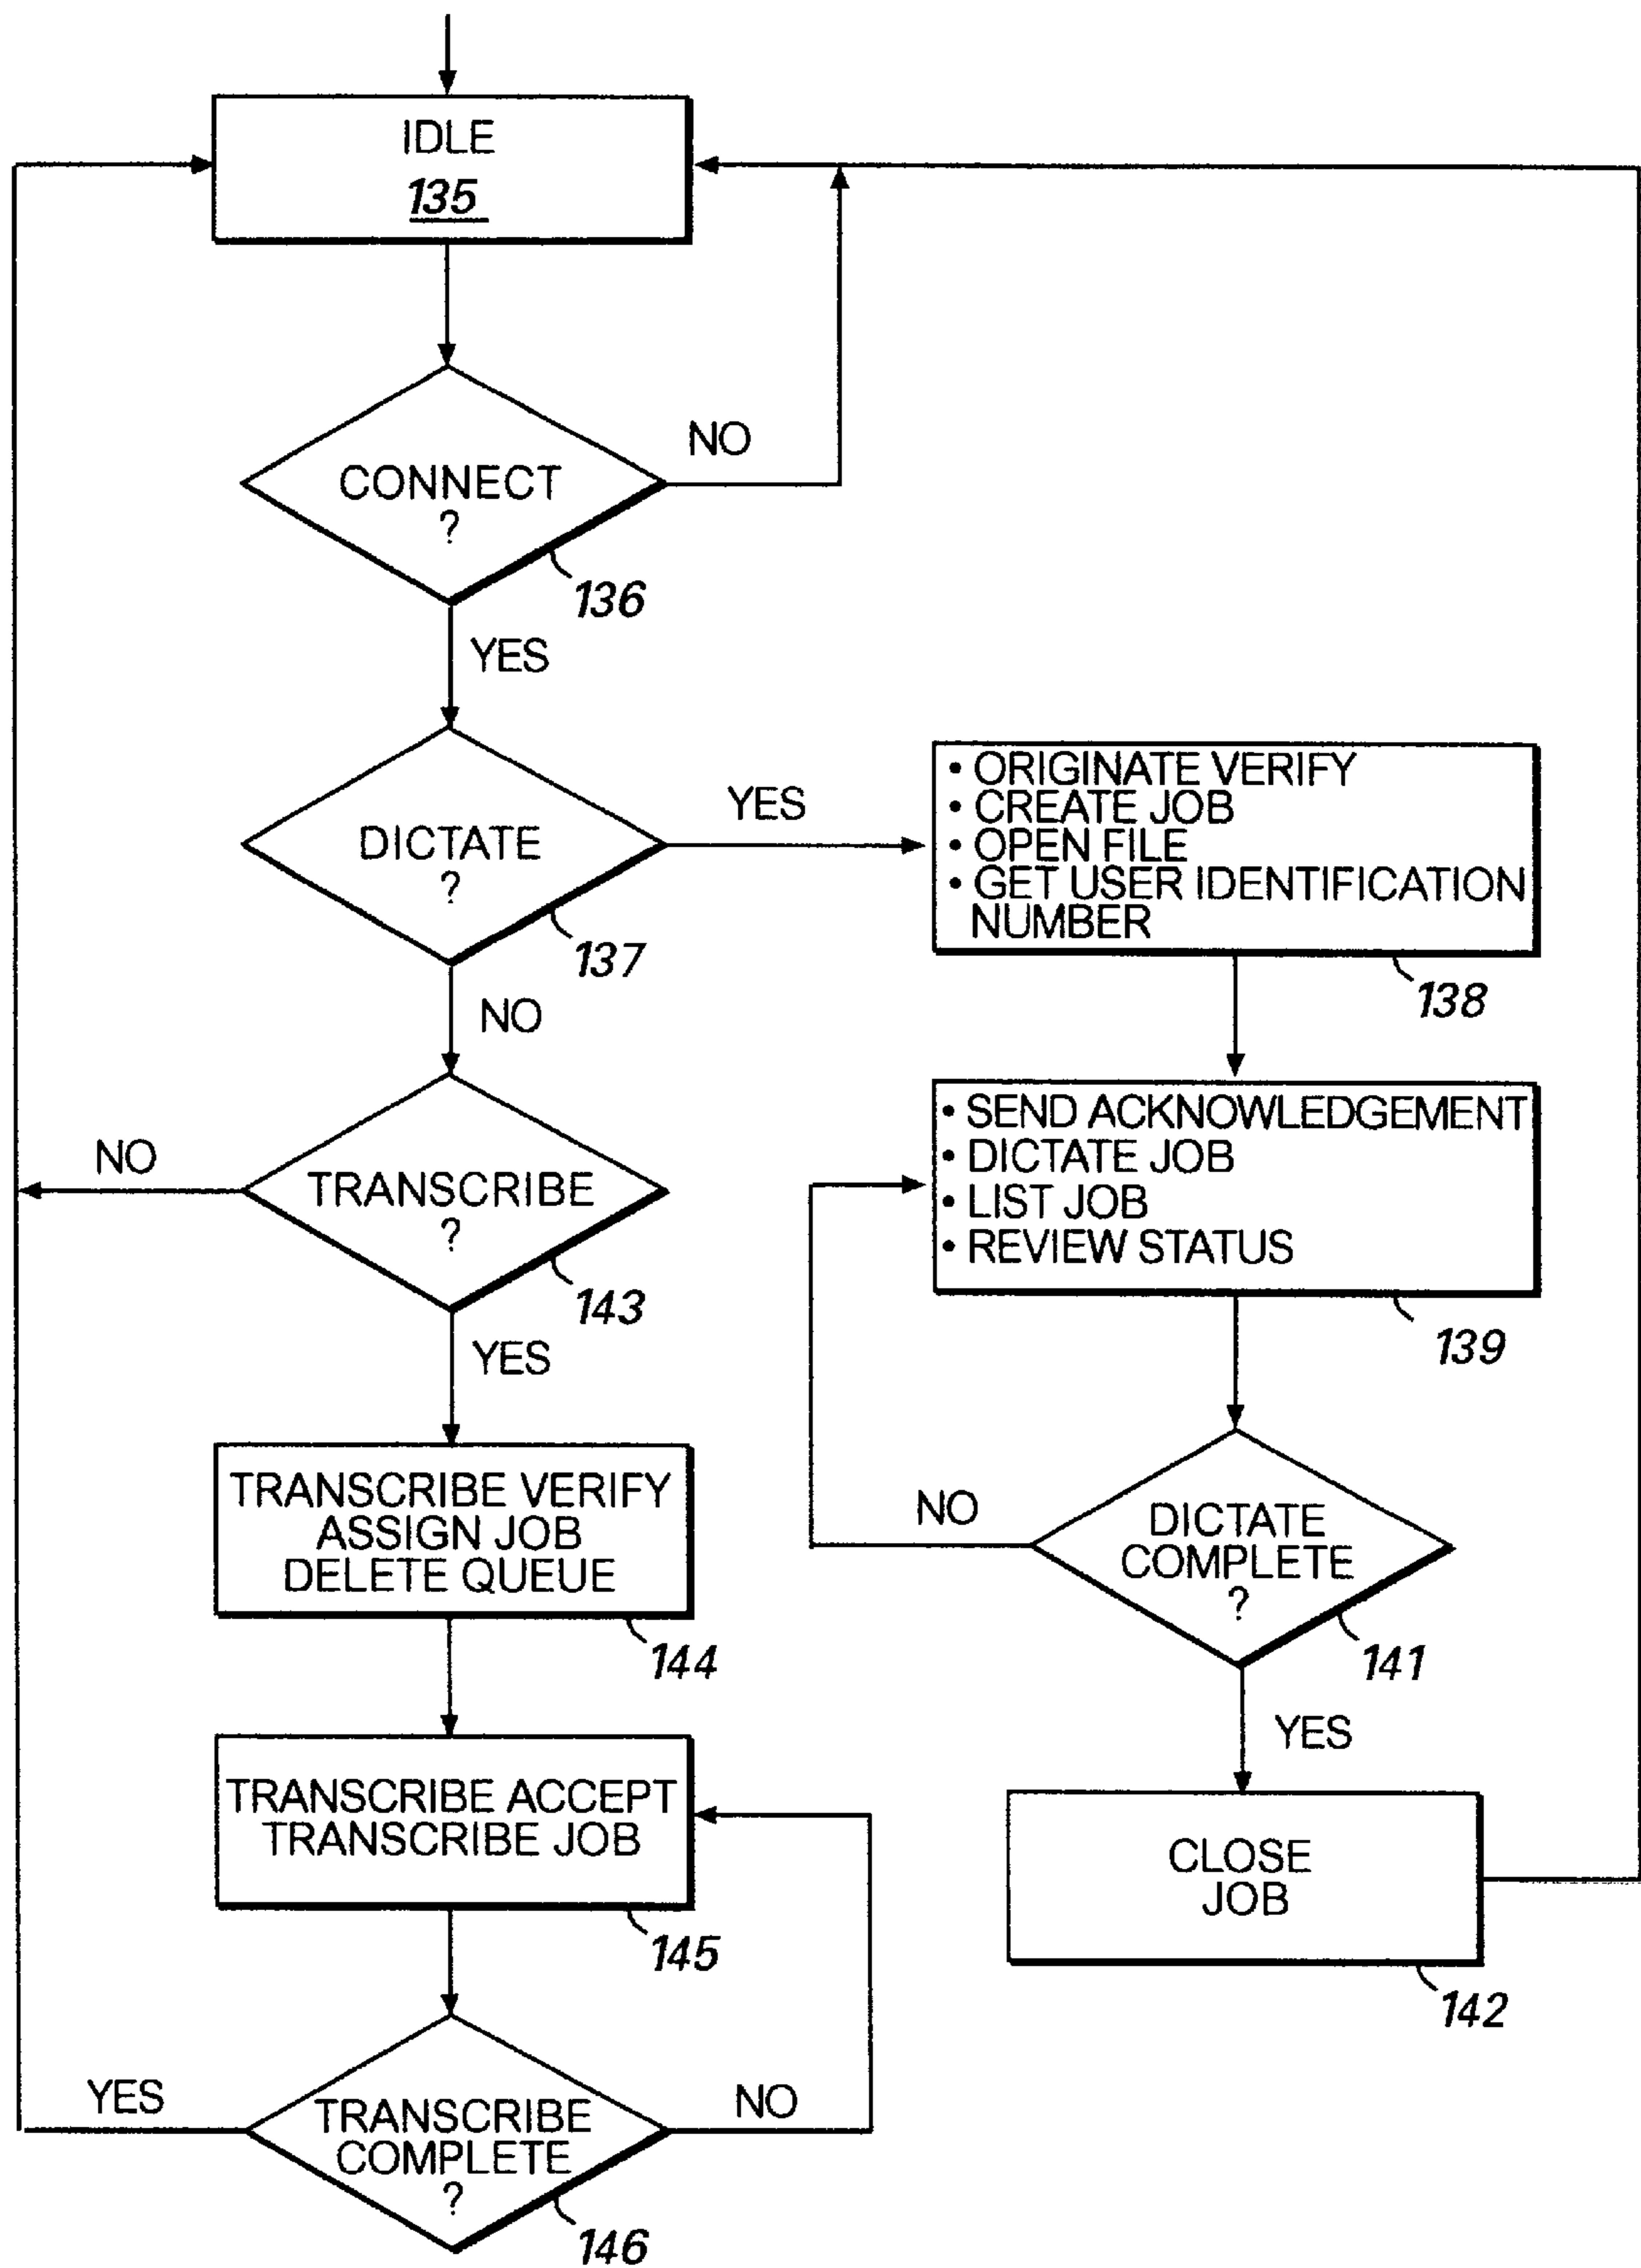 IDLE
135
CONNECT
?
NO
136
YES
DICTATE
?
YES
137
NO
• ORIGINATE VERIFY
• CREATE JOB
• OPEN FILE
• GET USER IDENTIFICATION
NUMBER
138
• SEND ACKNOWLEDGEMENT
• DICTATE JOB
• LIST JOB
• REVIEW STATUS
139
NO
TRANSCRIBE
?
143
YES
TRANSCRIBE VERIFY
ASSIGN JOB
DELETE QUEUE
144
NO
DICTATE
COMPLETE
?
141
YES
TRANSCRIBE ACCEPT
TRANSCRIBE JOB
145
CLOSE
JOB
142
YES
TRANSCRIBE
COMPLETE
?
NO
146